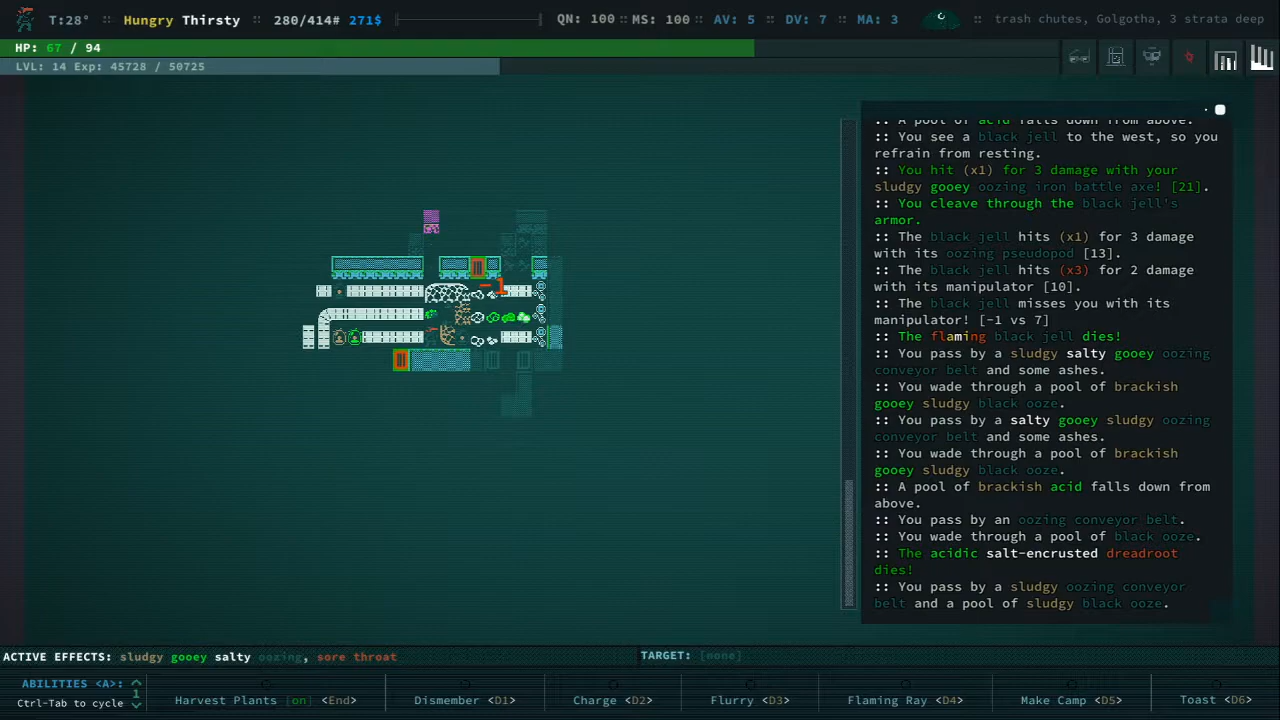 T:28° :: Hungry Thirsty :: 280/414# 271$ QN: 100 :: MS: 100 :: AV: 5 :: DV: 7 :: MA: 3 :: trash chutes, Golgotha, 3 strata deep
HP: 67 / 94
LVL: 14 Exp: 45728 / 50725
:: A pool of acid falls down from above.
:: You see a black jell to the west, so you
refrain from resting.
:: You hit (x1) for 3 damage with your
sludgy gooey oozing iron battle axe! [21].
:: You cleave through the black jell's
armor.
:: The black jell hits (x1) for 3 damage
with its oozing pseudopod [13].
:: The black jell hits (x3) for 2 damage
with its manipulator [10].
:: The black jell misses you with its
manipulator! [-1 vs 7]
:: The flaming black jell dies!
:: You pass by a sludgy salty gooey oozing
conveyor belt and some ashes.
:: You wade through a pool of brackish
gooey sludgy black ooze.
:: You pass by a salty gooey sludgy oozing
conveyor belt and some ashes.
:: You wade through a pool of brackish
gooey sludgy black ooze.
:: A pool of brackish acid falls down from
above.
:: You pass by an oozing conveyor belt.
:: You wade through a pool of black ooze.
:: The acidic salt-encrusted dreadroot
dies!
:: You pass by a sludgy oozing conveyor
belt and a pool of sludgy black ooze.
-1
ACTIVE EFFECTS: sludgy gooey salty oozing, sore throat
TARGET: [none]
ABILITIES <A>: 1
Ctrl-Tab to cycle
Harvest Plants [on] <End> Dismember <D1> Charge <D2> Flurry <D3> Flaming Ray <D4> Make Camp <D5> Toast <D6>